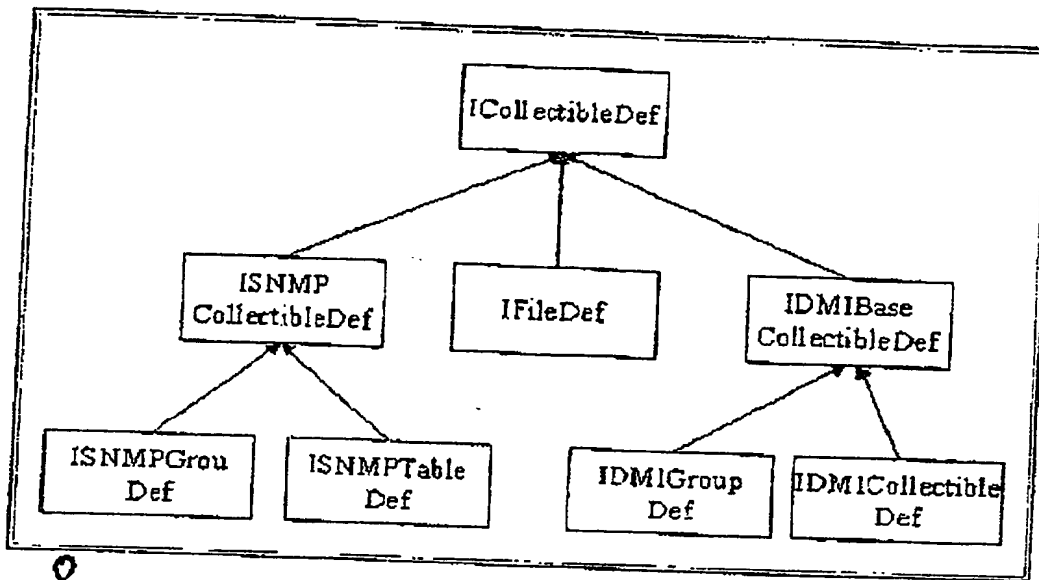 ICollectibleDef
ISNMP
CollectibleDef
IFileDef
IDMIBase
CollectibleDef
ISNMPGrou
Def
ISNMPTable
Def
IDMIGroup
Def
IDMICollectible
Def